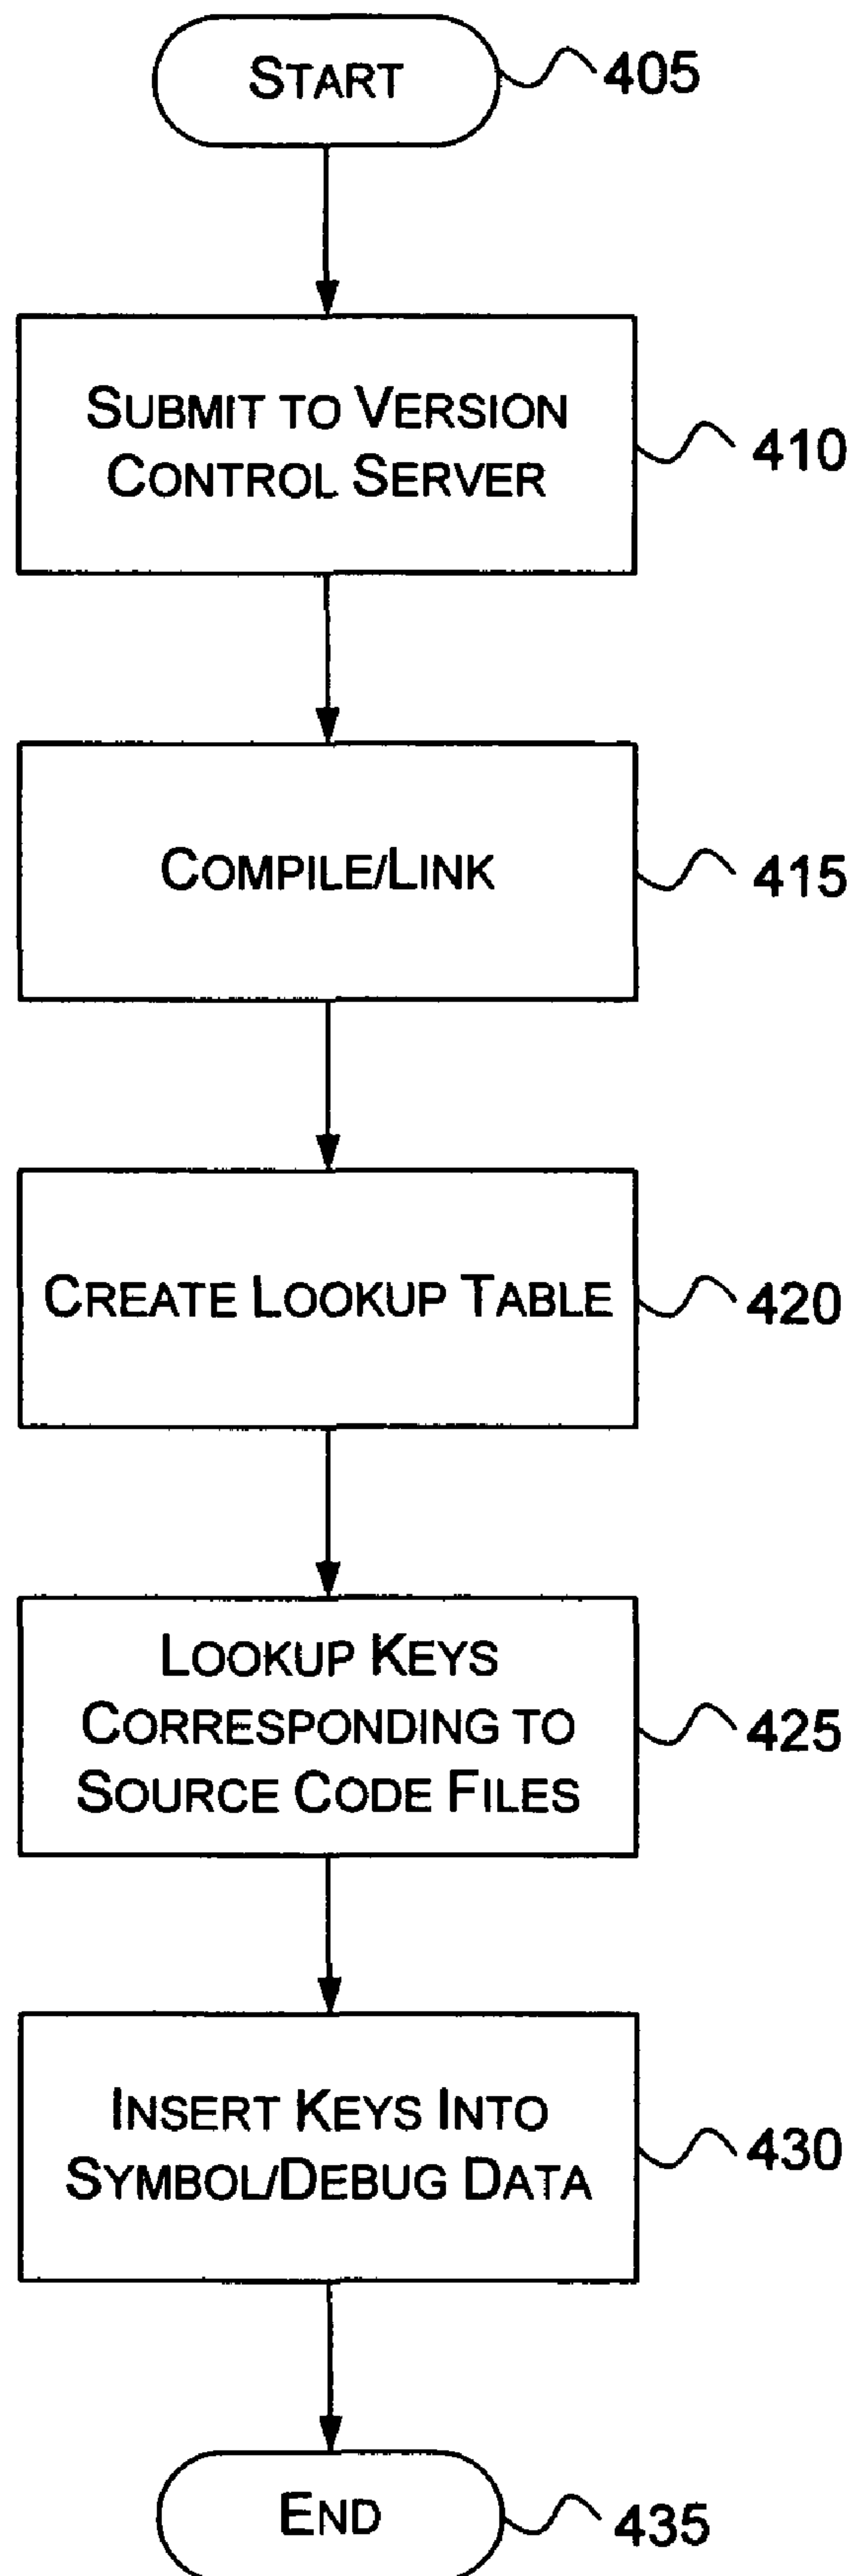 START
405
SUBMIT TO VERSION
CONTROL SERVER
410
COMPILE/LINK
415
CREATE LOOKUP TABLE
420
LOOKUP KEYS
CORRESPONDING TO
SOURCE CODE FILES
425
INSERT KEYS INTO
SYMBOL/DEBUG DATA
430
END
435